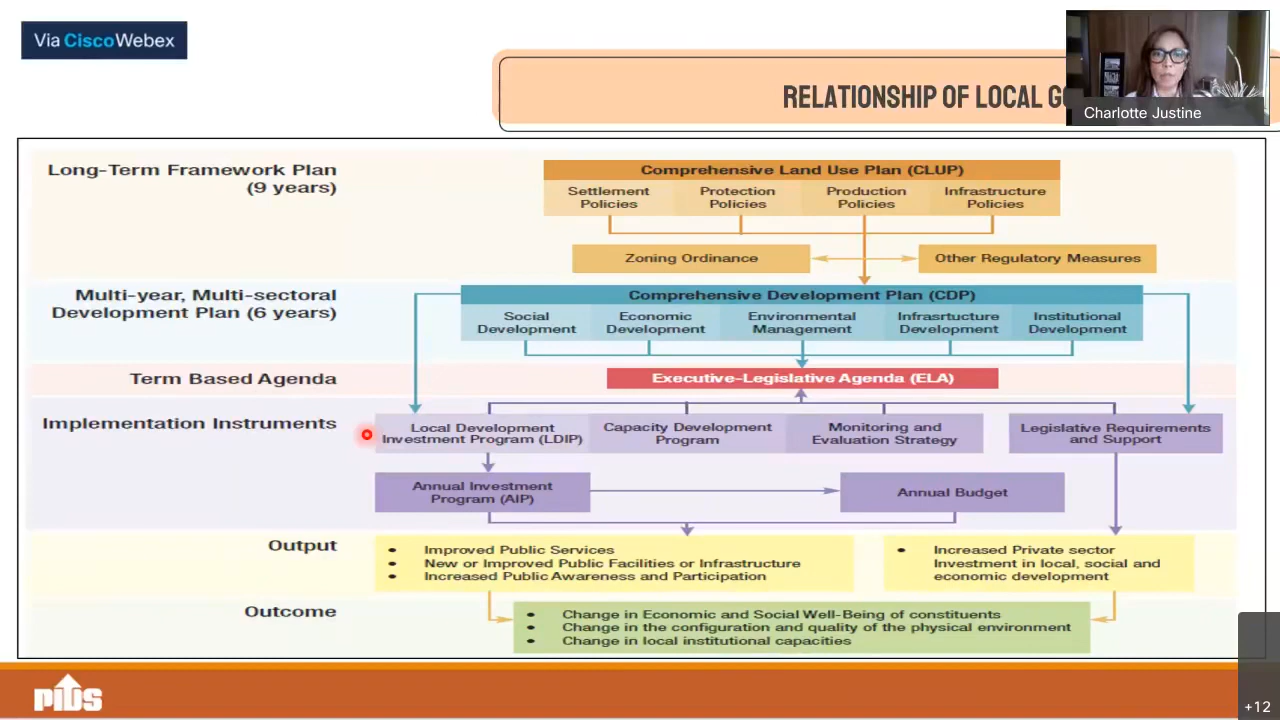 Via CiscoWebex
RELATIONSHIP OF LOCAL
Charlotte Justine
Long-Term Framework Plan
(9 years)
Comprehensive Land Use Plan (CLUP)
Settlement
Policies
Protection
Policies
Production
Policies
Infrastructure
Policies
Zoning Ordinance
Other Regulatory Measures
Multi-year, Multi-sectoral
Development Plan (6 years)
Comprehensive Development Plan (CDP)
Social
Development
Economic
Development
Environmental
Management
Infrasrtucture
Development
Institutional
Development
Term Based Agenda
Executive-Legislative Agenda (ELA)
Implementation Instruments
Local Development
Investment Program (LDIP)
Capacity Development
Program
Monitoring and
Evaluation Strategy
Legislative Requirements
and Support
Annual Investment
Program (AIP)
Annual Budget
Output
• Improved Public Services
• New or Improved Public Facilities or Infrastructure
• Increased Public Awareness and Participation
• Increased Private sector
Investment in local, social and
economic development
Outcome
• Change in Economic and Social Well-Being of constituents
• Change in the configuration and quality of the physical environment
• Change in local institutional capacities
PIDS
+12